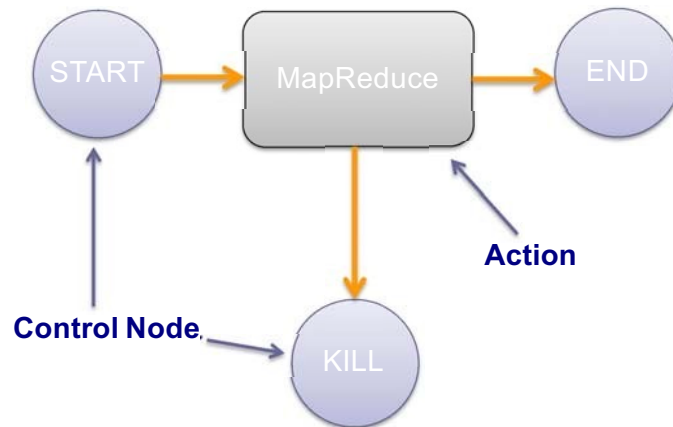 START
MapReduce
END
Action
Control Node
KILL